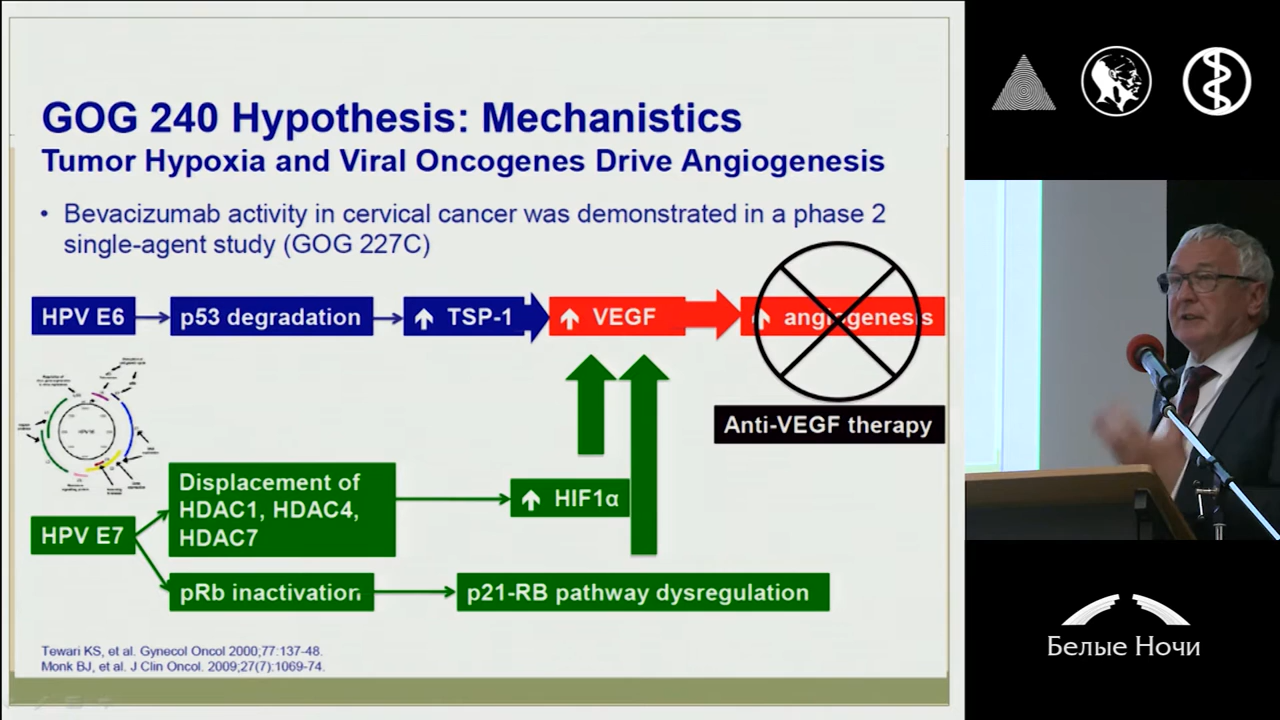 GOG 240 Hypothesis: Mechanistics
Tumor Hypoxia and Viral Oncogenes Drive Angiogenesis
• Bevacizumab activity in cervical cancer was demonstrated in a phase 2
single-agent study (GOG 227C)
HPV E6
p53 degradation
TSP-1
VEGF
angiogenesis
Anti-VEGF therapy
Displacement of
HDAC1, HDAC4,
HDAC7
HIF1α
HPV E7
pRb inactivation
p21-RB pathway dysregulation
Tewari KS, et al. Gynecol Oncol 2000;77:137-48.
Monk BJ, et al. J Clin Oncol. 2009;27(7):1069-74.
Белые Ночи